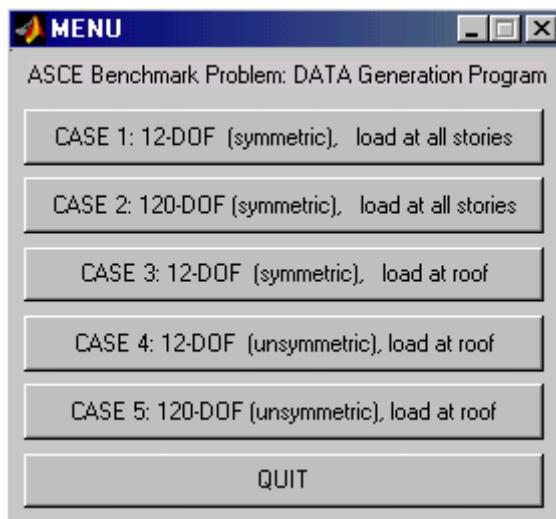 MENU
ASCE Benchmark Problem: DATA Generation Program
CASE 1: 12-DOF (symmetric), load at all stories
CASE 2: 120-DOF (symmetric), load at all stories
CASE 3: 12-DOF (symmetric), load at roof
CASE 4: 12-DOF (unsymmetric), load at roof
CASE 5: 120-DOF (unsymmetric), load at roof
QUIT